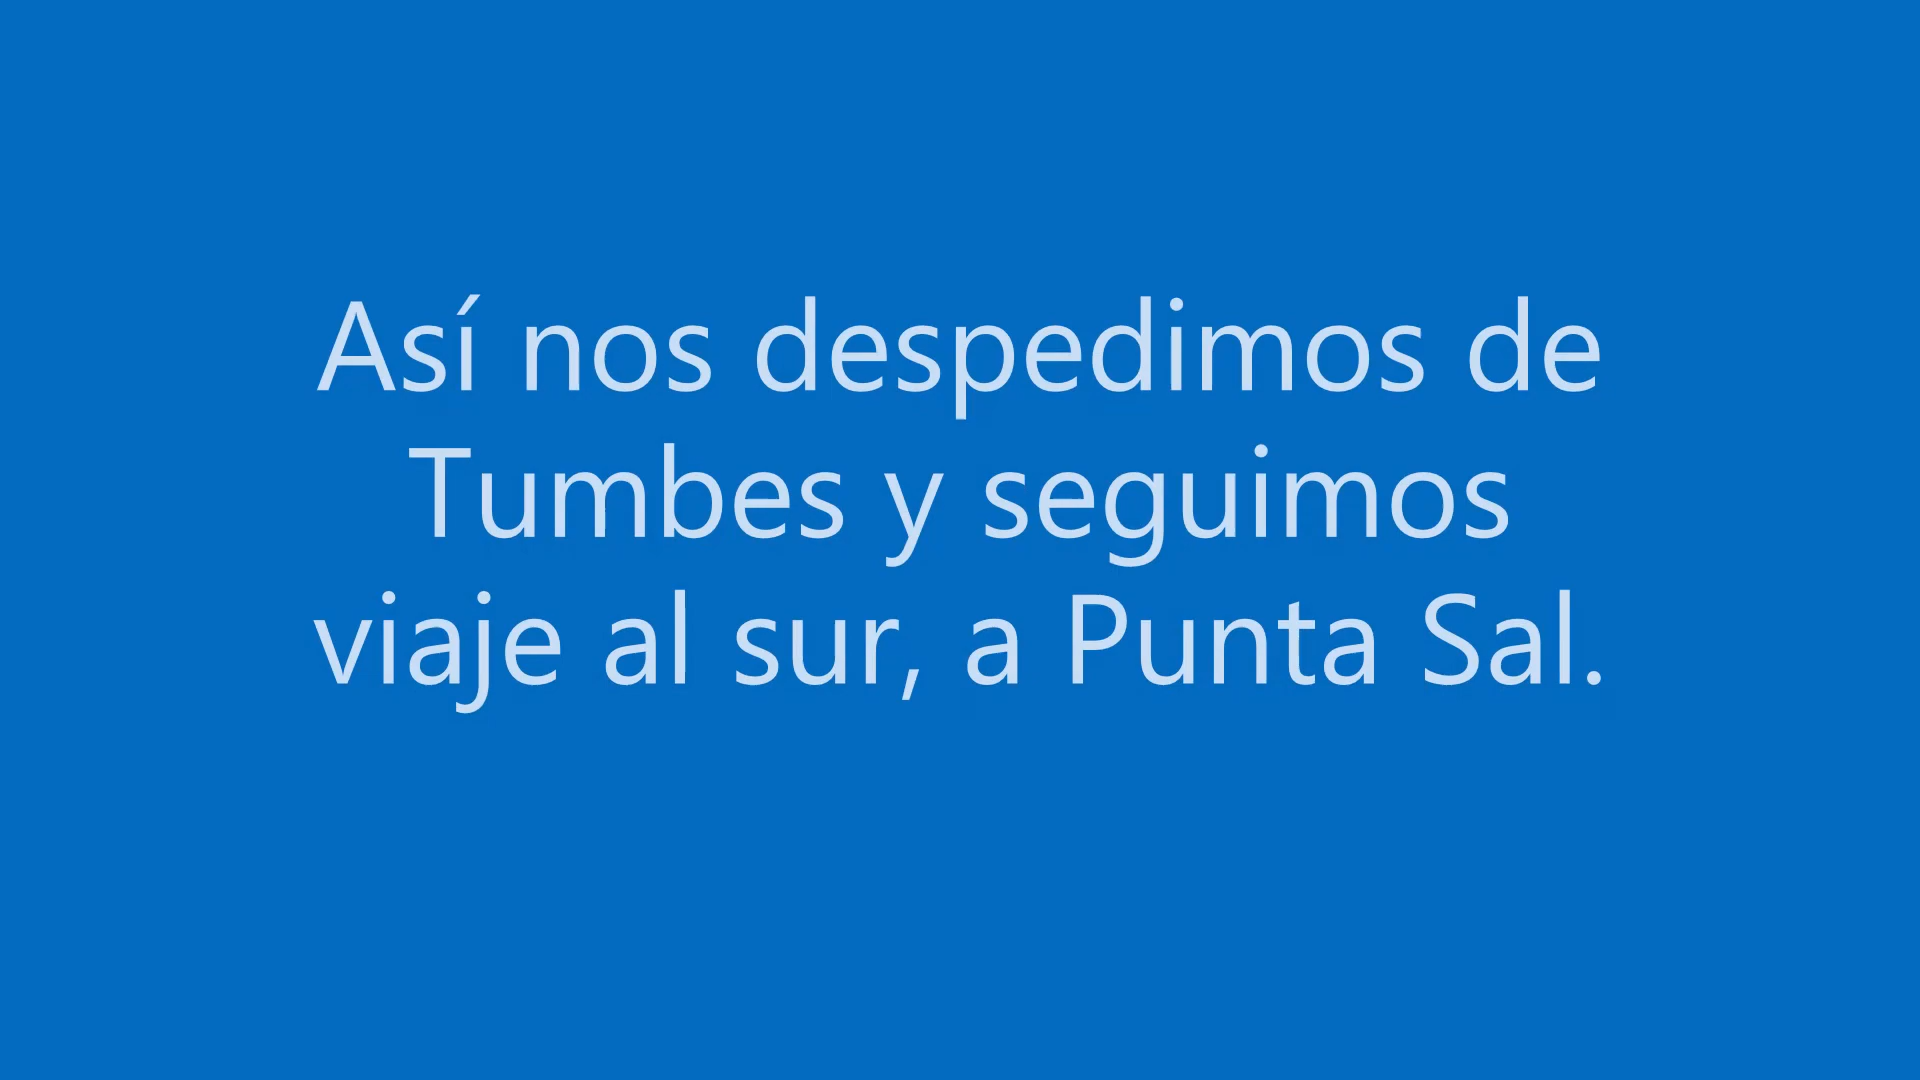 Así nos despedimos de
Tumbes y seguimos
viaje al sur, a Punta Sal.